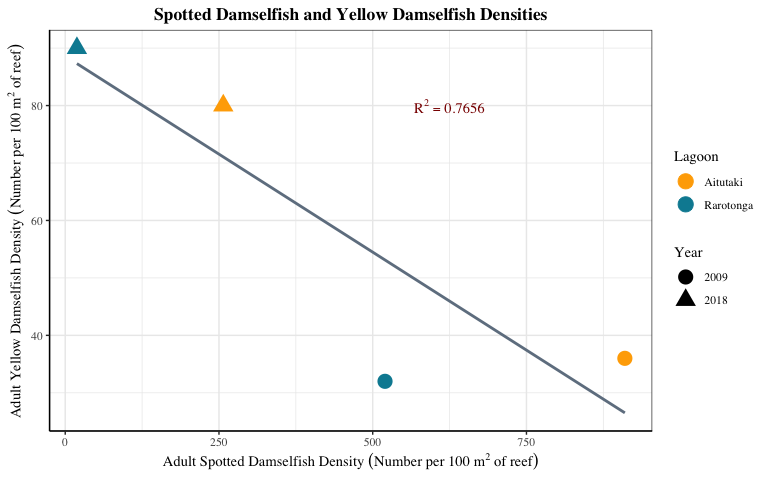 Spotted Damselfish and Yellow Damselfish Densities
Adult Yellow Damselfish Density (Number per 100 m² of reef)
80
60
40
R² = 0.7656
0
250
500
750
Adult Spotted Damselfish Density (Number per 100 m² of reef)
Lagoon
Aitutaki
Rarotonga
Year
2009
2018